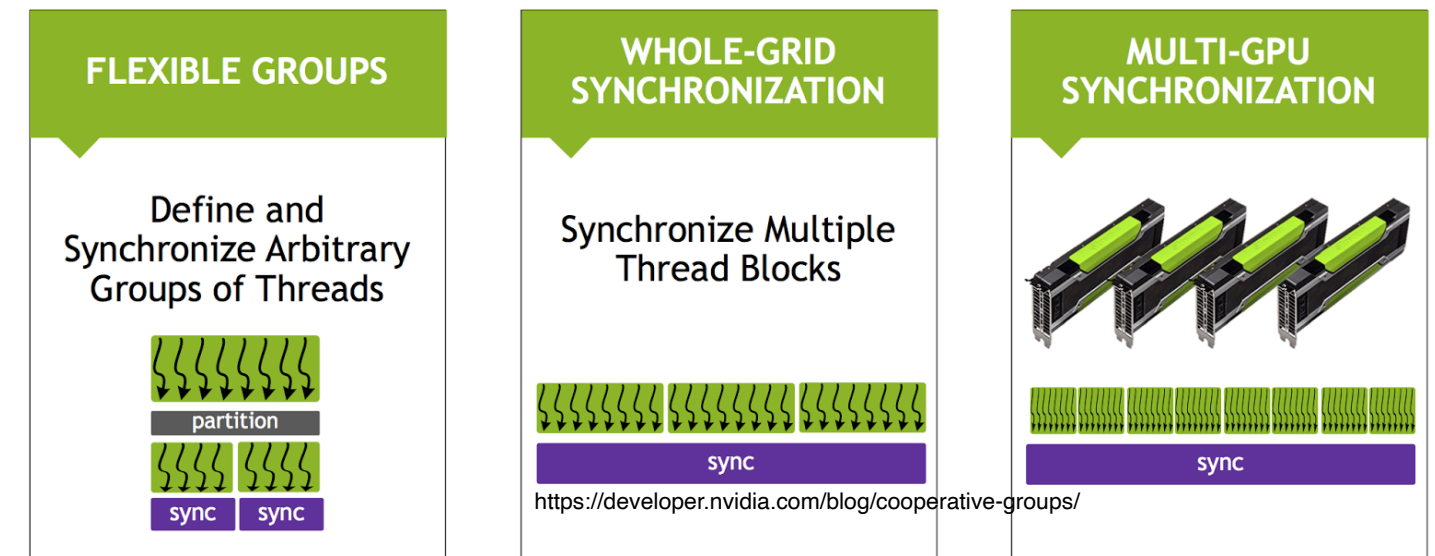 FLEXIBLE GROUPS
Define and
Synchronize Arbitrary
Groups of Threads
partition
sync
sync
WHOLE-GRID
SYNCHRONIZATION
Synchronize Multiple
Thread Blocks
sync
https://developer.nvidia.com/blog/cooperative-groups/
MULTI-GPU
SYNCHRONIZATION
sync